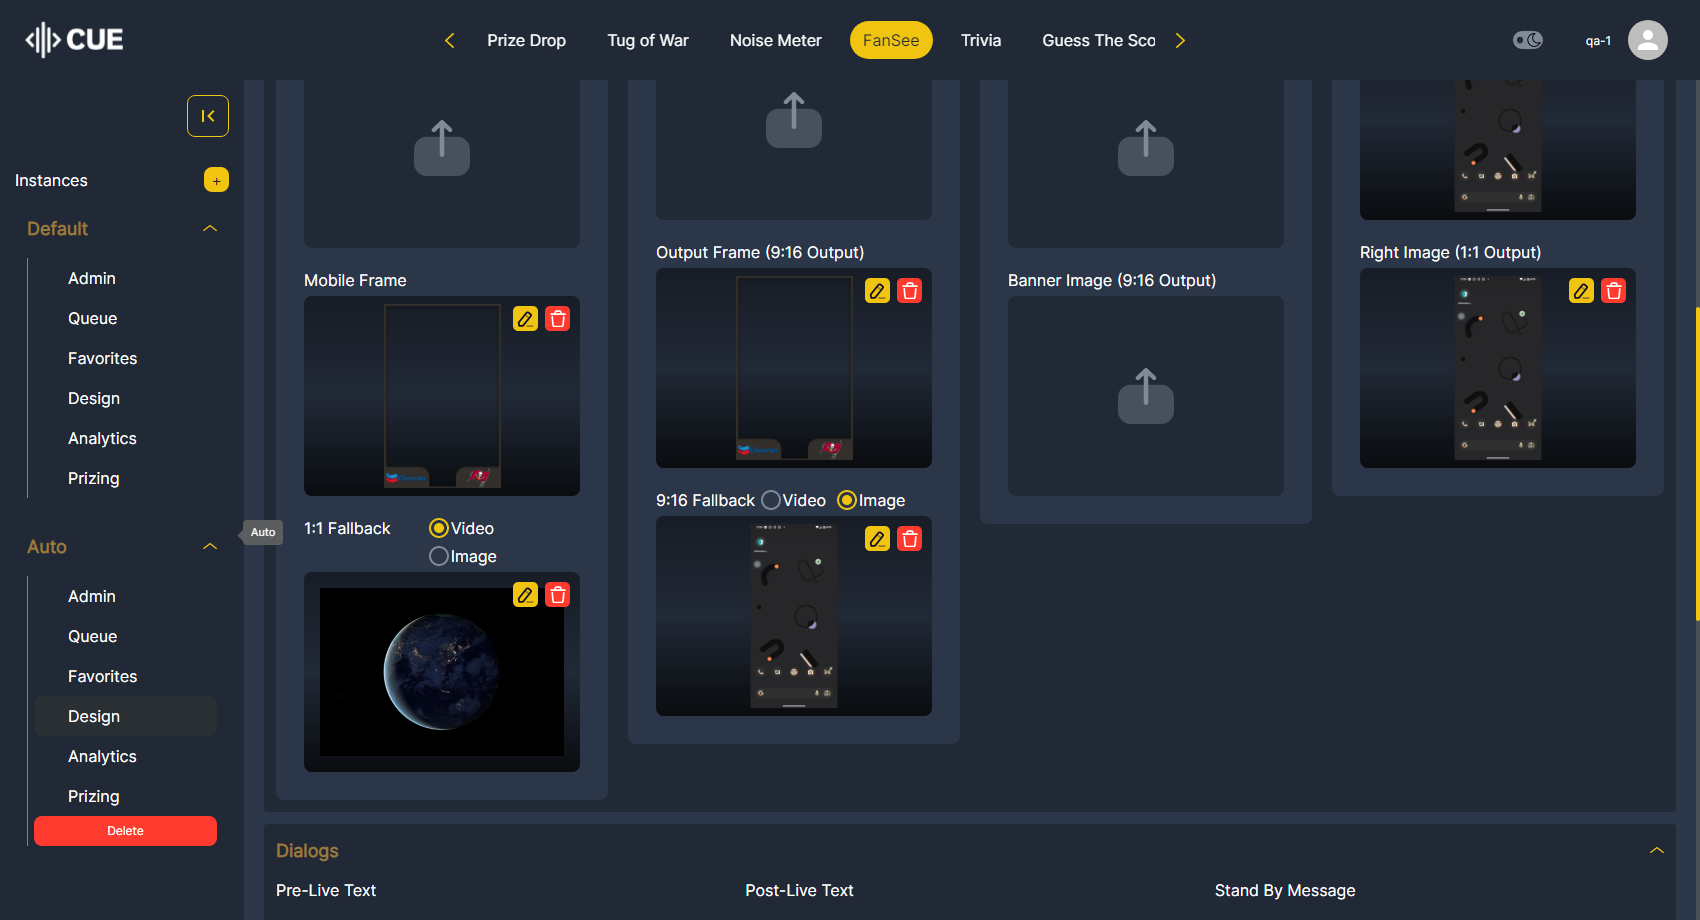 CUE
Prize Drop
Tug of War
Noise Meter
FanSee
Trivia
Guess The Sco
qa-1
Instances
+
Default
Admin
Queue
Favorites
Design
Analytics
Prizing
Auto
Auto
Admin
Queue
Favorites
Design
Analytics
Prizing
Delete
Mobile Frame
1:1 Fallback
Video
Image
Output Frame (9:16 Output)
9:16 Fallback
Video
Image
Banner Image (9:16 Output)
Right Image (1:1 Output)
Dialogs
Pre-Live Text
Post-Live Text
Stand By Message